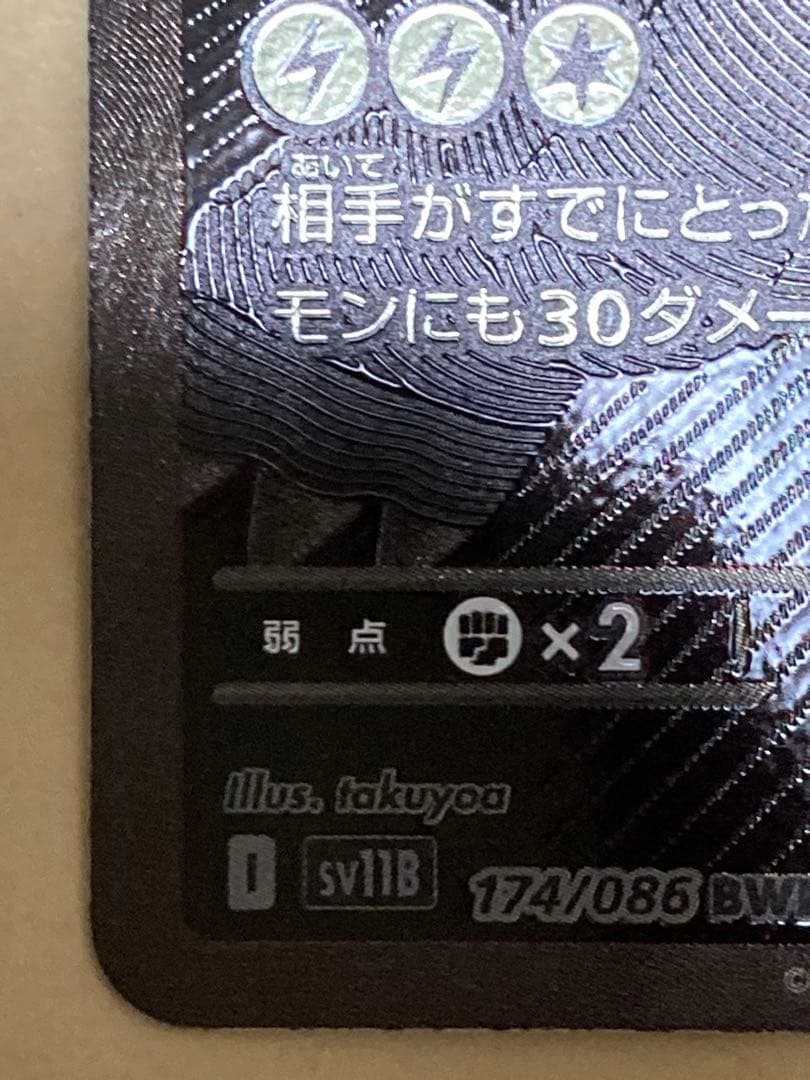 あいて
相手がすでにとっ
モンにも30ダメー
弱 点 ×2
Illus. takuyoa
I sv11B 174/086 BW
©